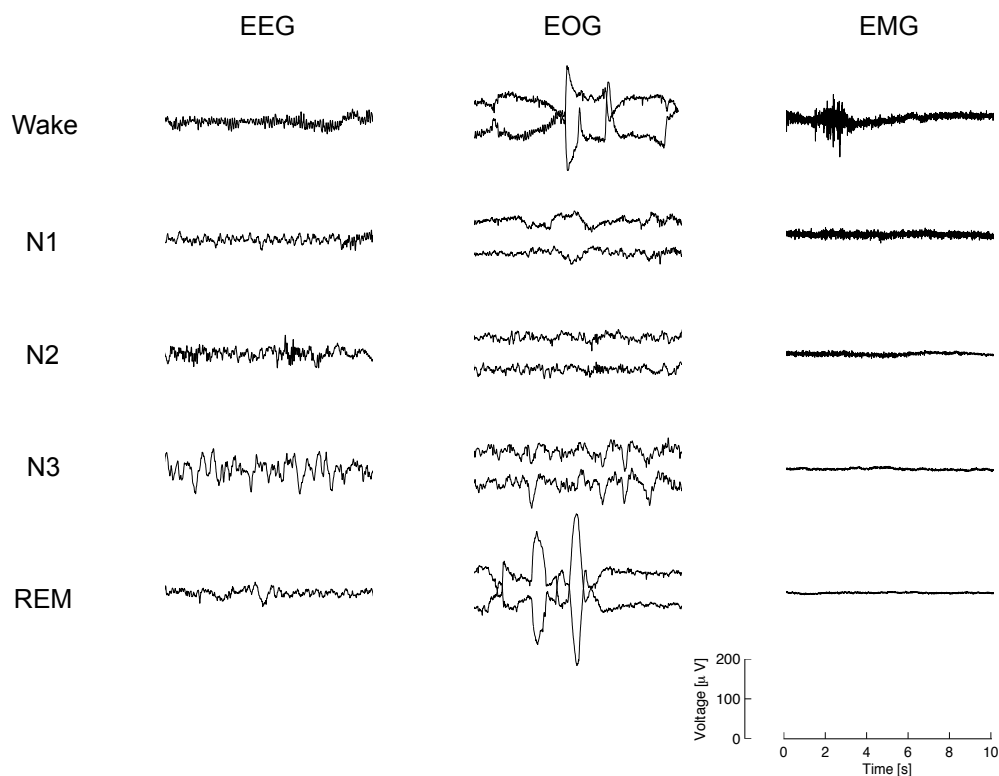 EEG EOG EMG
Wake
N1
N2
N3
REM
Voltage [μ V]
200
100
0
0 2 4 6 8 10
Time [s]